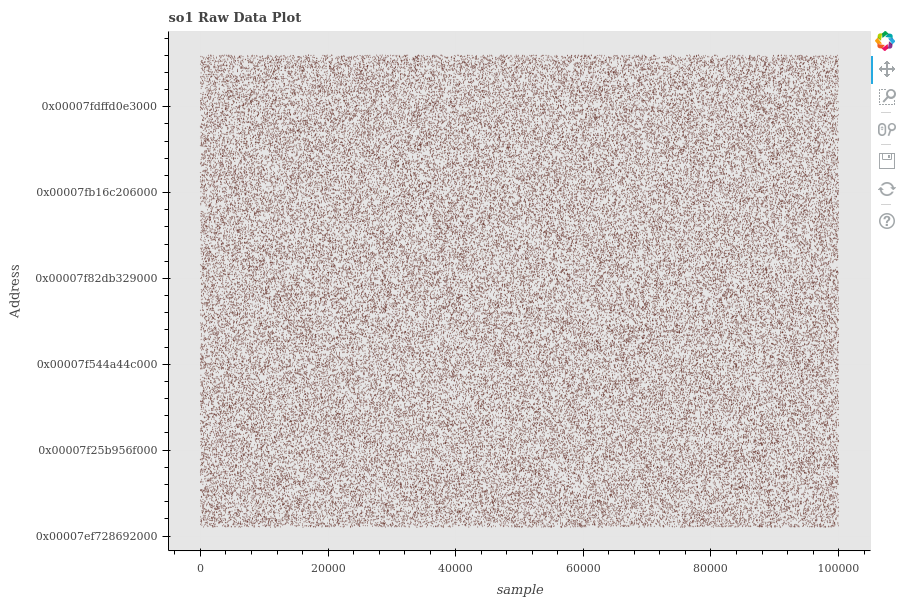 so1 Raw Data Plot
Address
0x00007fdffd0e3000
0x00007fb16c206000
0x00007f82db329000
0x00007f544a44c000
0x00007f25b956f000
0x00007ef728692000
0 20000 40000 60000 80000 100000
sample